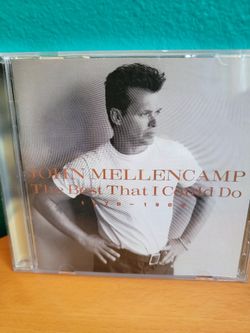 JOHN MELLENCAMP
The Best That I Could Do